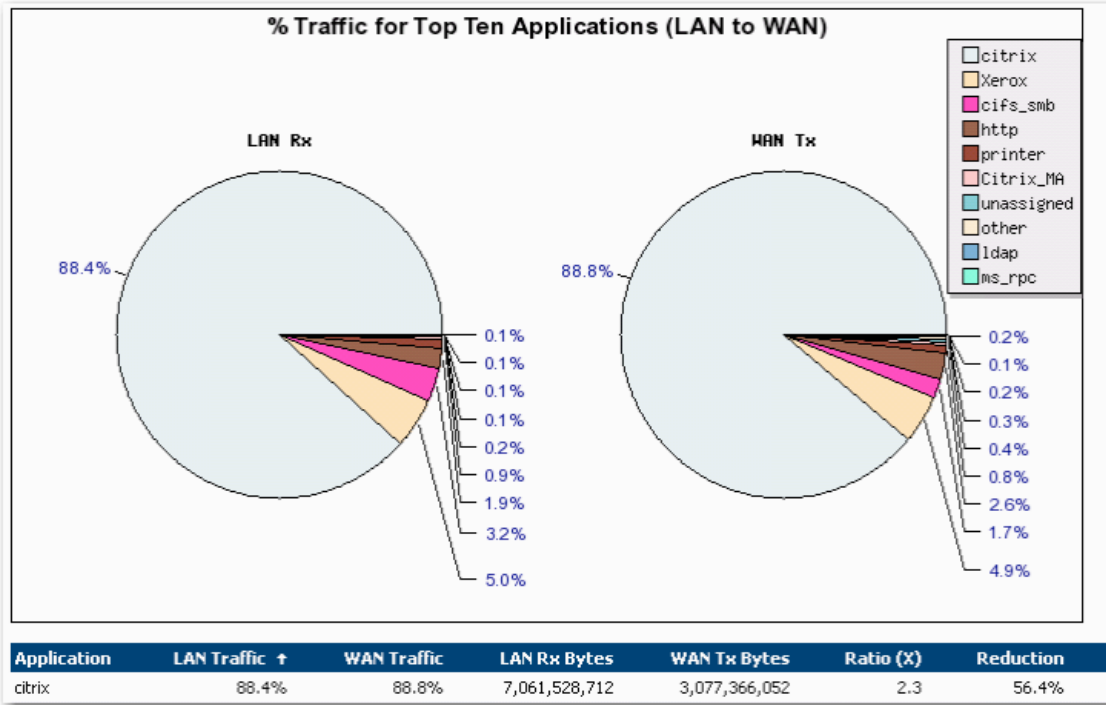 % Traffic for Top Ten Applications (LAN to WAN)
citrix
Xerox
cifs_smb
http
printer
Citrix_MA
unassigned
other
ldap
ms_rpc
LAN Rx
88.4%
0.1%
0.1%
0.1%
0.1%
0.2%
0.9%
1.9%
3.2%
5.0%
WAN Tx
88.8%
0.2%
0.1%
0.2%
0.3%
0.4%
0.8%
2.6%
1.7%
4.9%
Application LAN Traffic ↑ WAN Traffic LAN Rx Bytes WAN Tx Bytes Ratio (X) Reduction
citrix 88.4% 88.8% 7,061,528,712 3,077,366,052 2.3 56.4%